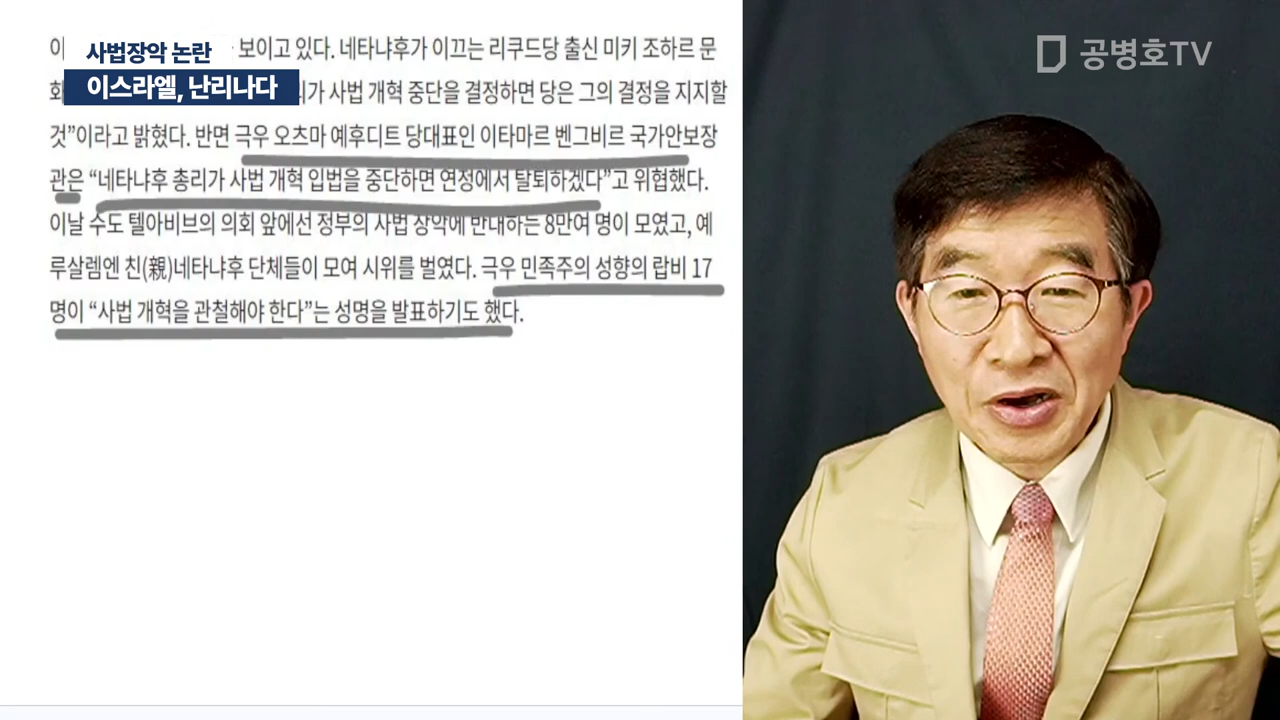 사법장악 논란
이스라엘, 난리나다
공병호TV
보이고 있다. 네타냐후가 이끄는 리쿠드당 출신 미키 조하르 문
사법 개혁 중단을 결정하면 당은 그의 결정을 지지할
것”이라고 밝혔다. 반면 극우 오츠마 예후디트 당대표인 이타마르 벤그비르 국가안보장
관은 “네타냐후 총리가 사법 개혁 입법을 중단하면 연정에서 탈퇴하겠다”고 위협했다.
이날 수도 텔아비브의 의회 앞에선 정부의 사법 장악에 반대하는 8만여 명이 모였고, 예
루살렘엔 친(親)네타냐후 단체들이 모여 시위를 벌였다. 극우 민족주의 성향의 랍비 17
명이 “사법 개혁을 관철해야 한다”는 성명을 발표하기도 했다.